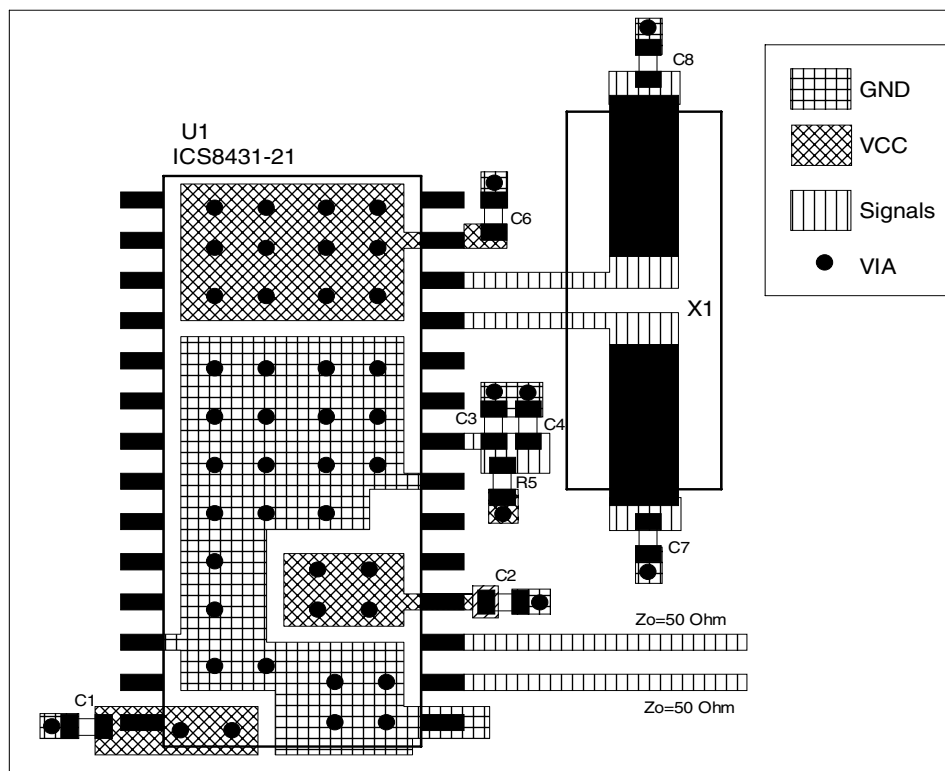 C8
GND
U1
ICS8431-21
VCC
C6
Signals
VIA
X1
C3
C4
R5
C7
C2
Zo=50 Ohm
C1
Zo=50 Ohm